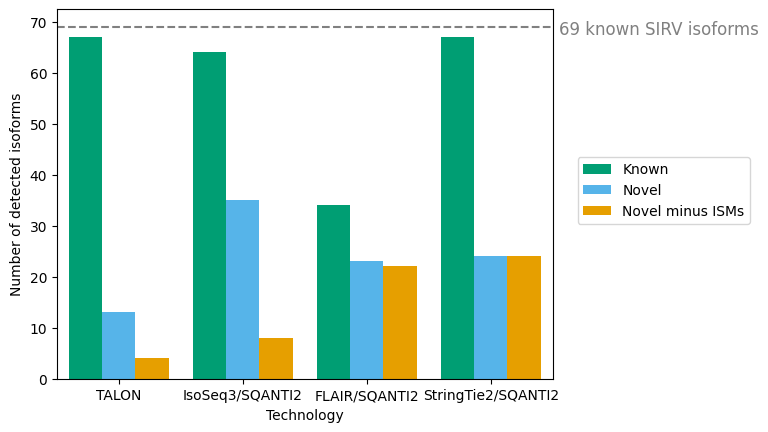 69 known SIRV isoforms
70
60
50
40
30
20
10
0
Number of detected isoforms
TALON
IsoSeq3/SQANTI2
FLAIR/SQANTI2
StringTie2/SQANTI2
Technology
Known
Novel
Novel minus ISMs